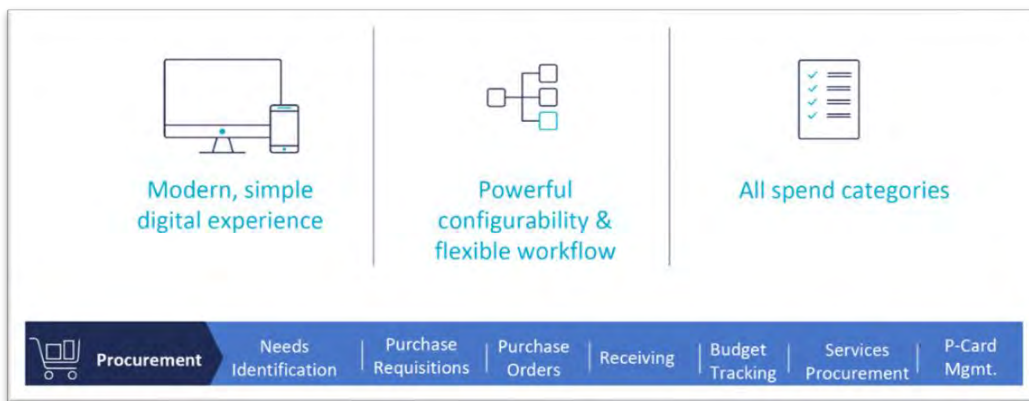 Modern, simple
digital experience
Powerful
configurability &
flexible workflow
All spend categories
Procurement
Needs
Identification
Purchase
Requisitions
Purchase
Orders
Receiving
Budget
Tracking
Services
Procurement
P-Card
Mgmt.